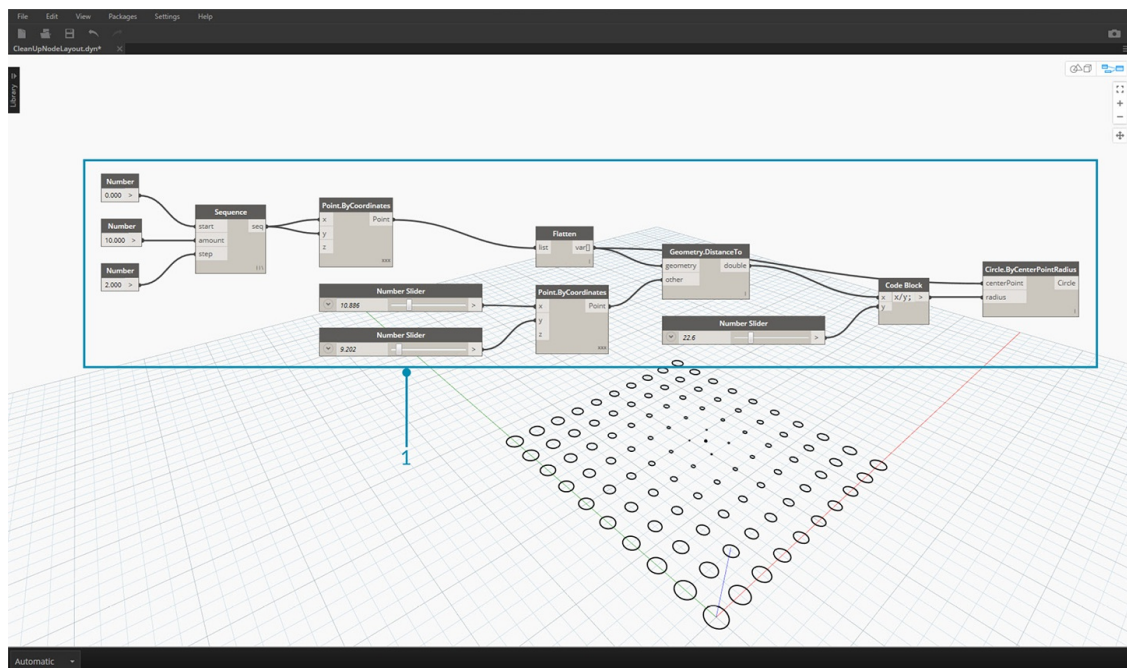 File Edit View Packages Settings Help
CleanUpNodeLayout.dyn*
Library
Number
0.000 >
Number
10.000 >
Number
2.000 >
Sequence
start seq
amount
step
Point.ByCoordinates
x Point
y
z
xxx
Number Slider
10.886 >
Number Slider
9.202 >
Flatten
list var[]
Point.ByCoordinates
x Point
y
z
xxx
Geometry.DistanceTo
geometry double
other
Number Slider
22.6 >
Code Block
x x/y; >
y
Circle.ByCenterPointRadius
centerPoint Circle
radius
1
Automatic